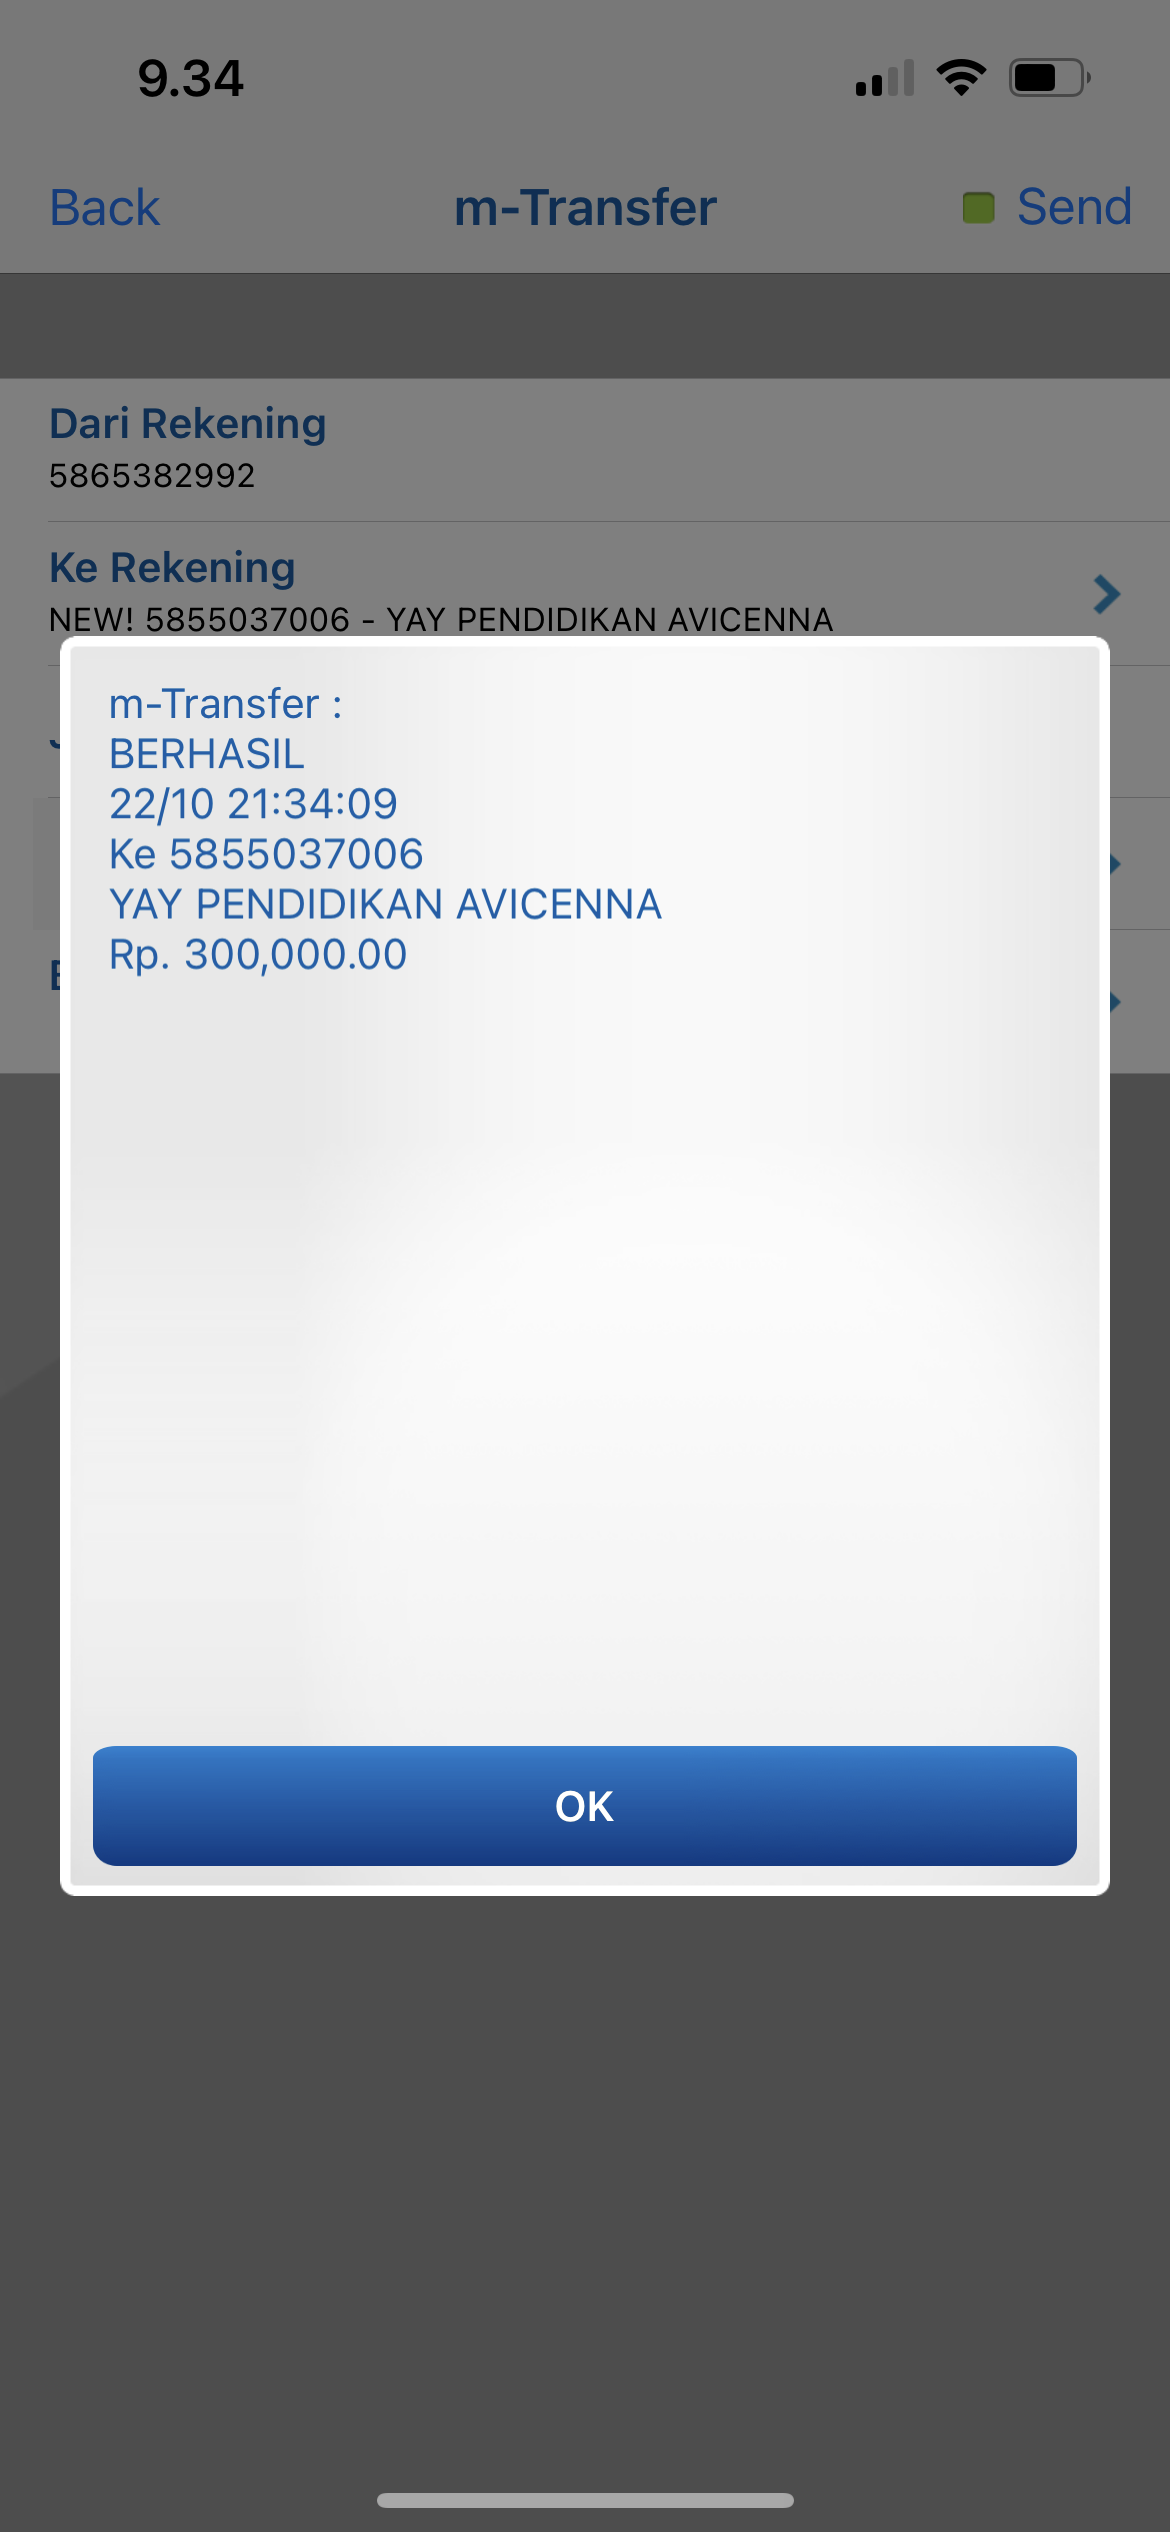 9.34
Back m-Transfer Send
Dari Rekening
5865382992
Ke Rekening
NEW! 5855037006 - YAY PENDIDIKAN AVICENNA
m-Transfer :
BERHASIL
22/10 21:34:09
Ke 5855037006
YAY PENDIDIKAN AVICENNA
Rp. 300,000.00
OK